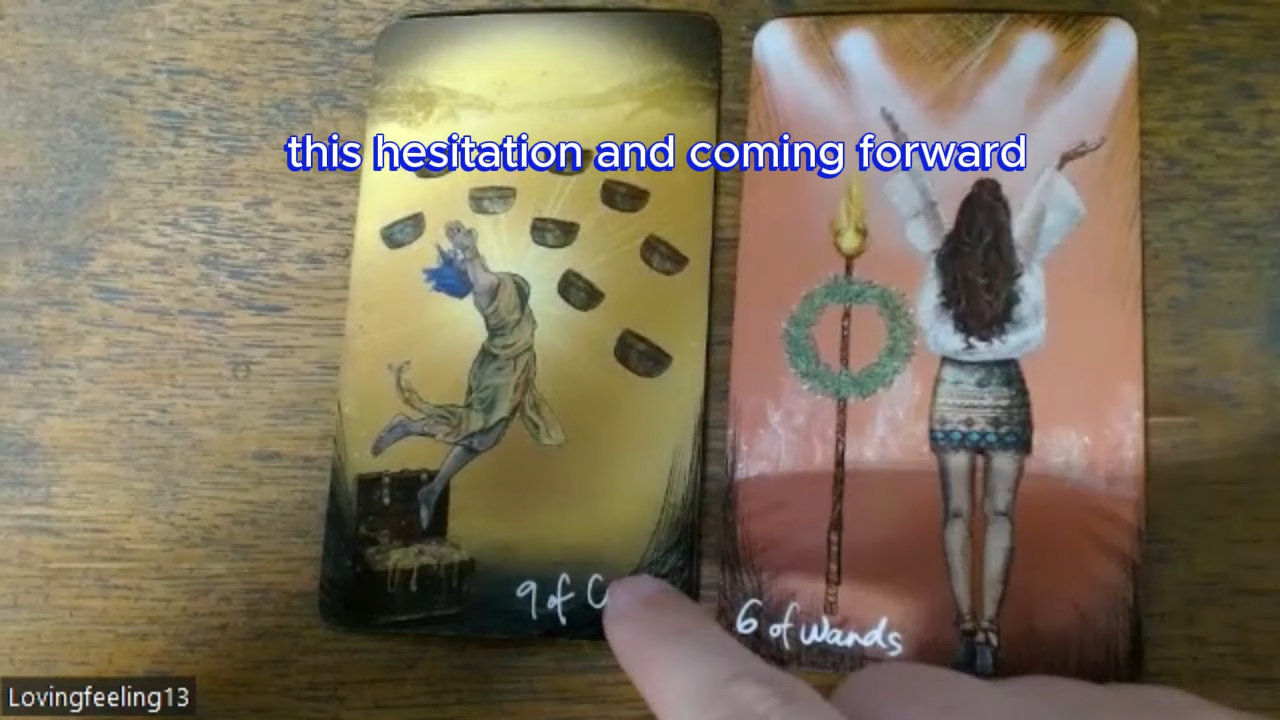 this hesitation and coming forward
9 of C
6 of Wands
Lovingfeeling13